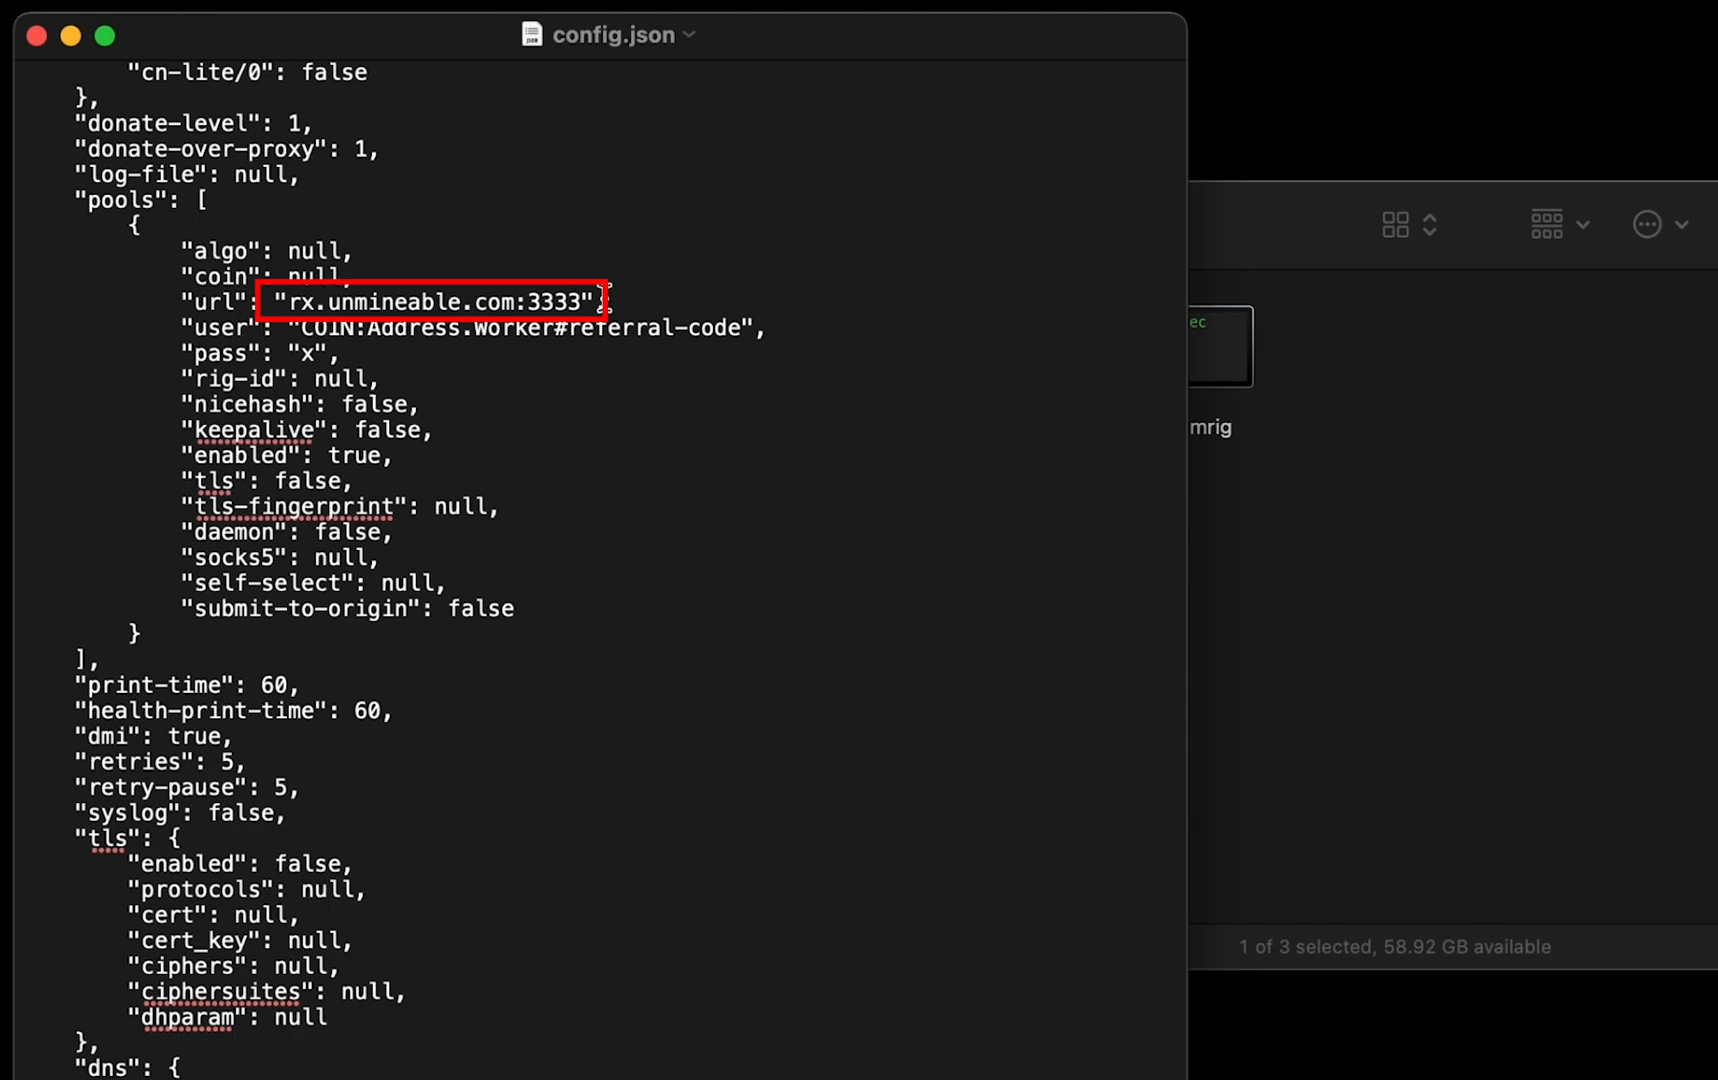 config.json
"cn-lite/0": false
},
"donate-level": 1,
"donate-over-proxy": 1,
"log-file": null,
"pools": [
{
"algo": null,
"coin": null,
"url": "rx.unmineable.com:3333",
"user": "COIN:Address.Worker#referral-code",
"pass": "x",
"rig-id": null,
"nicehash": false,
"keepalive": false,
"enabled": true,
"tls": false,
"tls-fingerprint": null,
"daemon": false,
"socks5": null,
"self-select": null,
"submit-to-origin": false
}
],
"print-time": 60,
"health-print-time": 60,
"dmi": true,
"retries": 5,
"retry-pause": 5,
"syslog": false,
"tls": {
"enabled": false,
"protocols": null,
"cert": null,
"cert_key": null,
"ciphers": null,
"ciphersuites": null,
"dhparam": null
},
"dns": {
ec
mrig
1 of 3 selected, 58.92 GB available